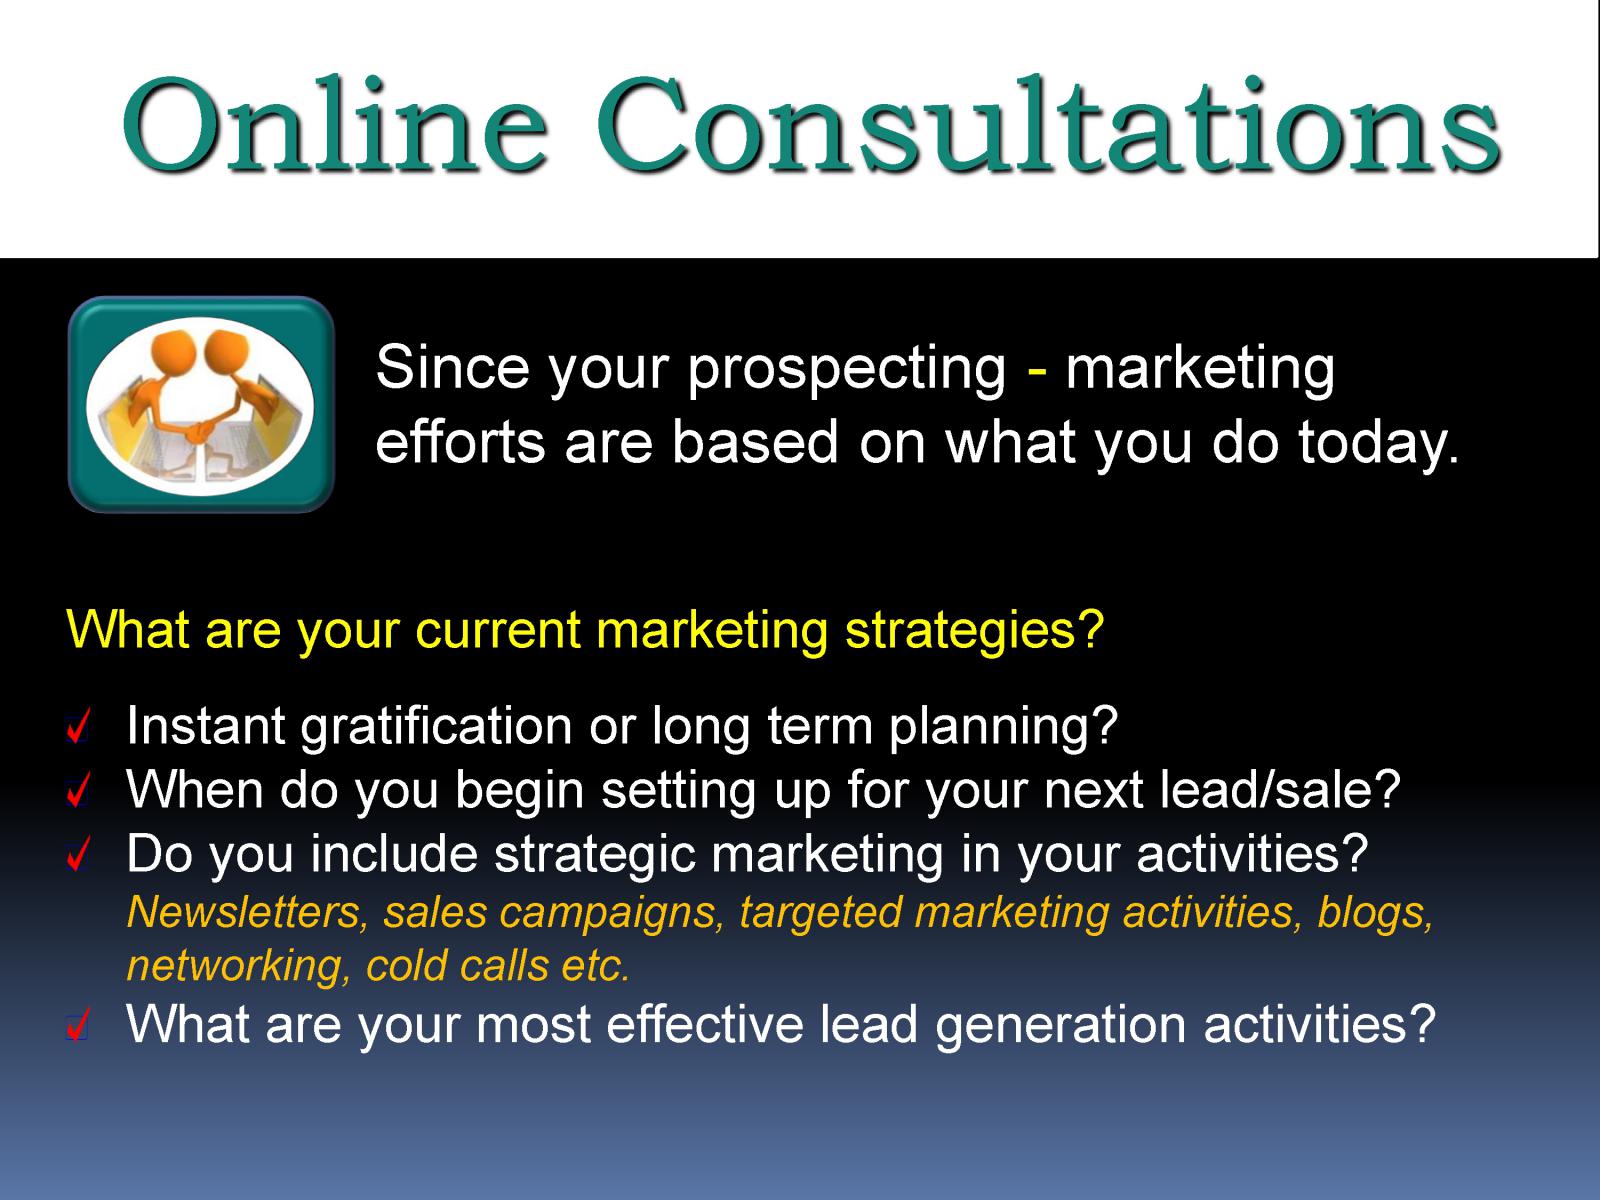 Online Consultations
Since your prospecting - marketing
efforts are based on what you do today.
What are your current marketing strategies?
Instant gratification or long term planning?
When do you begin setting up for your next lead/sale?
Do you include strategic marketing in your activities?
Newsletters, sales campaigns, targeted marketing activities, blogs,
networking, cold calls etc.
What are your most effective lead generation activities?